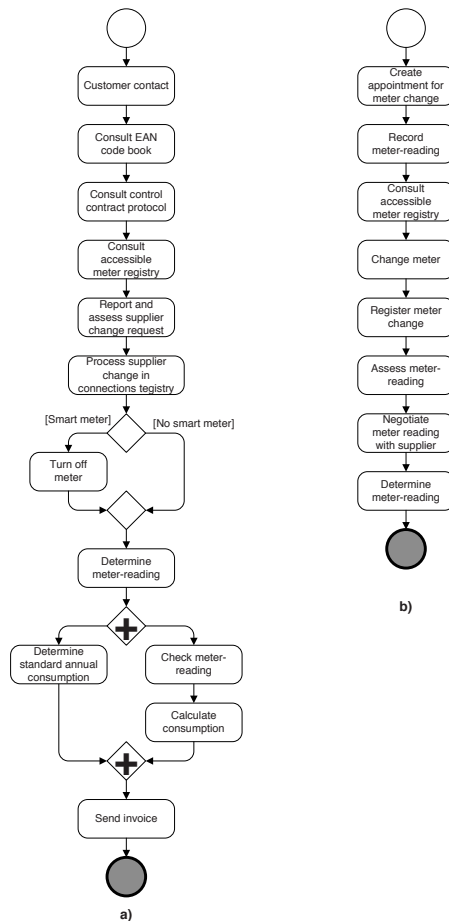 Customer contact
Consult EAN
code book
Consult control
contract protocol
Consult
accessible
meter registry
Report and
assess supplier
change request
Process supplier
change in
connections tegistry
[Smart meter]
[No smart meter]
Turn off
meter
Determine
meter-reading
Determine
standard annual
consumption
Check meter-
reading
Calculate
consumption
Send invoice
a)
Create
appointment for
meter change
Record
meter-reading
Consult
accessible
meter registry
Change meter
Register meter
change
Assess meter-
reading
Negotiate
meter reading
with supplier
Determine
meter-reading
b)